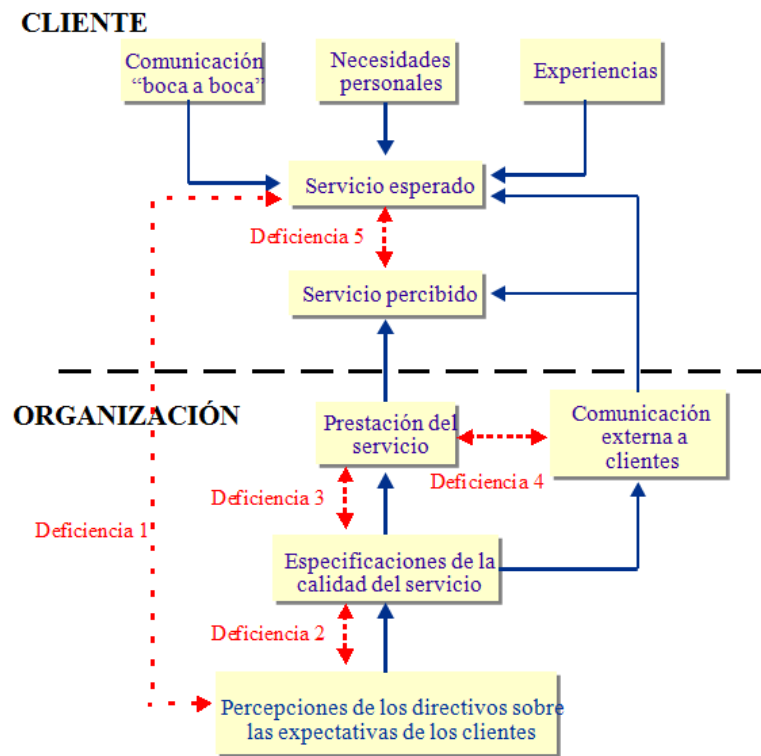 CLIENTE
Comunicación
“boca a boca”
Necesidades
personales
Experiencias
Servicio esperado
Deficiencia 5
Servicio percibido
ORGANIZACIÓN
Prestación del
servicio
Comunicación
externa a
clientes
Deficiencia 4
Deficiencia 3
Deficiencia 1
Especificaciones de la
calidad del servicio
Deficiencia 2
Percepciones de los directivos sobre
las expectativas de los clientes